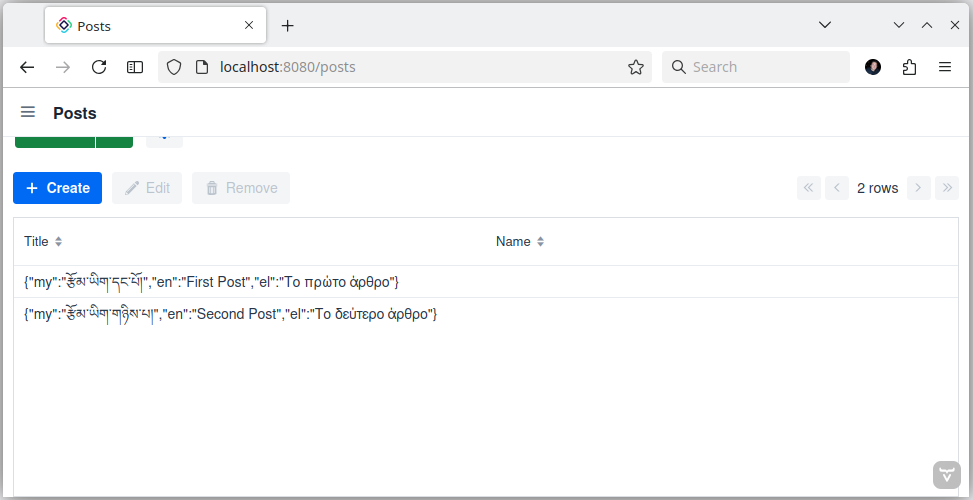 Posts
localhost:8080/posts
Search
Posts
Create
Edit
Remove
2 rows
Title
Name
{"my":"རྩོམ་ཡིག་དང་པོ།","en":"First Post","el":"Το πρώτο άρθρο"}
{"my":"རྩོམ་ཡིག་གཉིས་པ།","en":"Second Post","el":"Το δεύτερο άρθρο"}